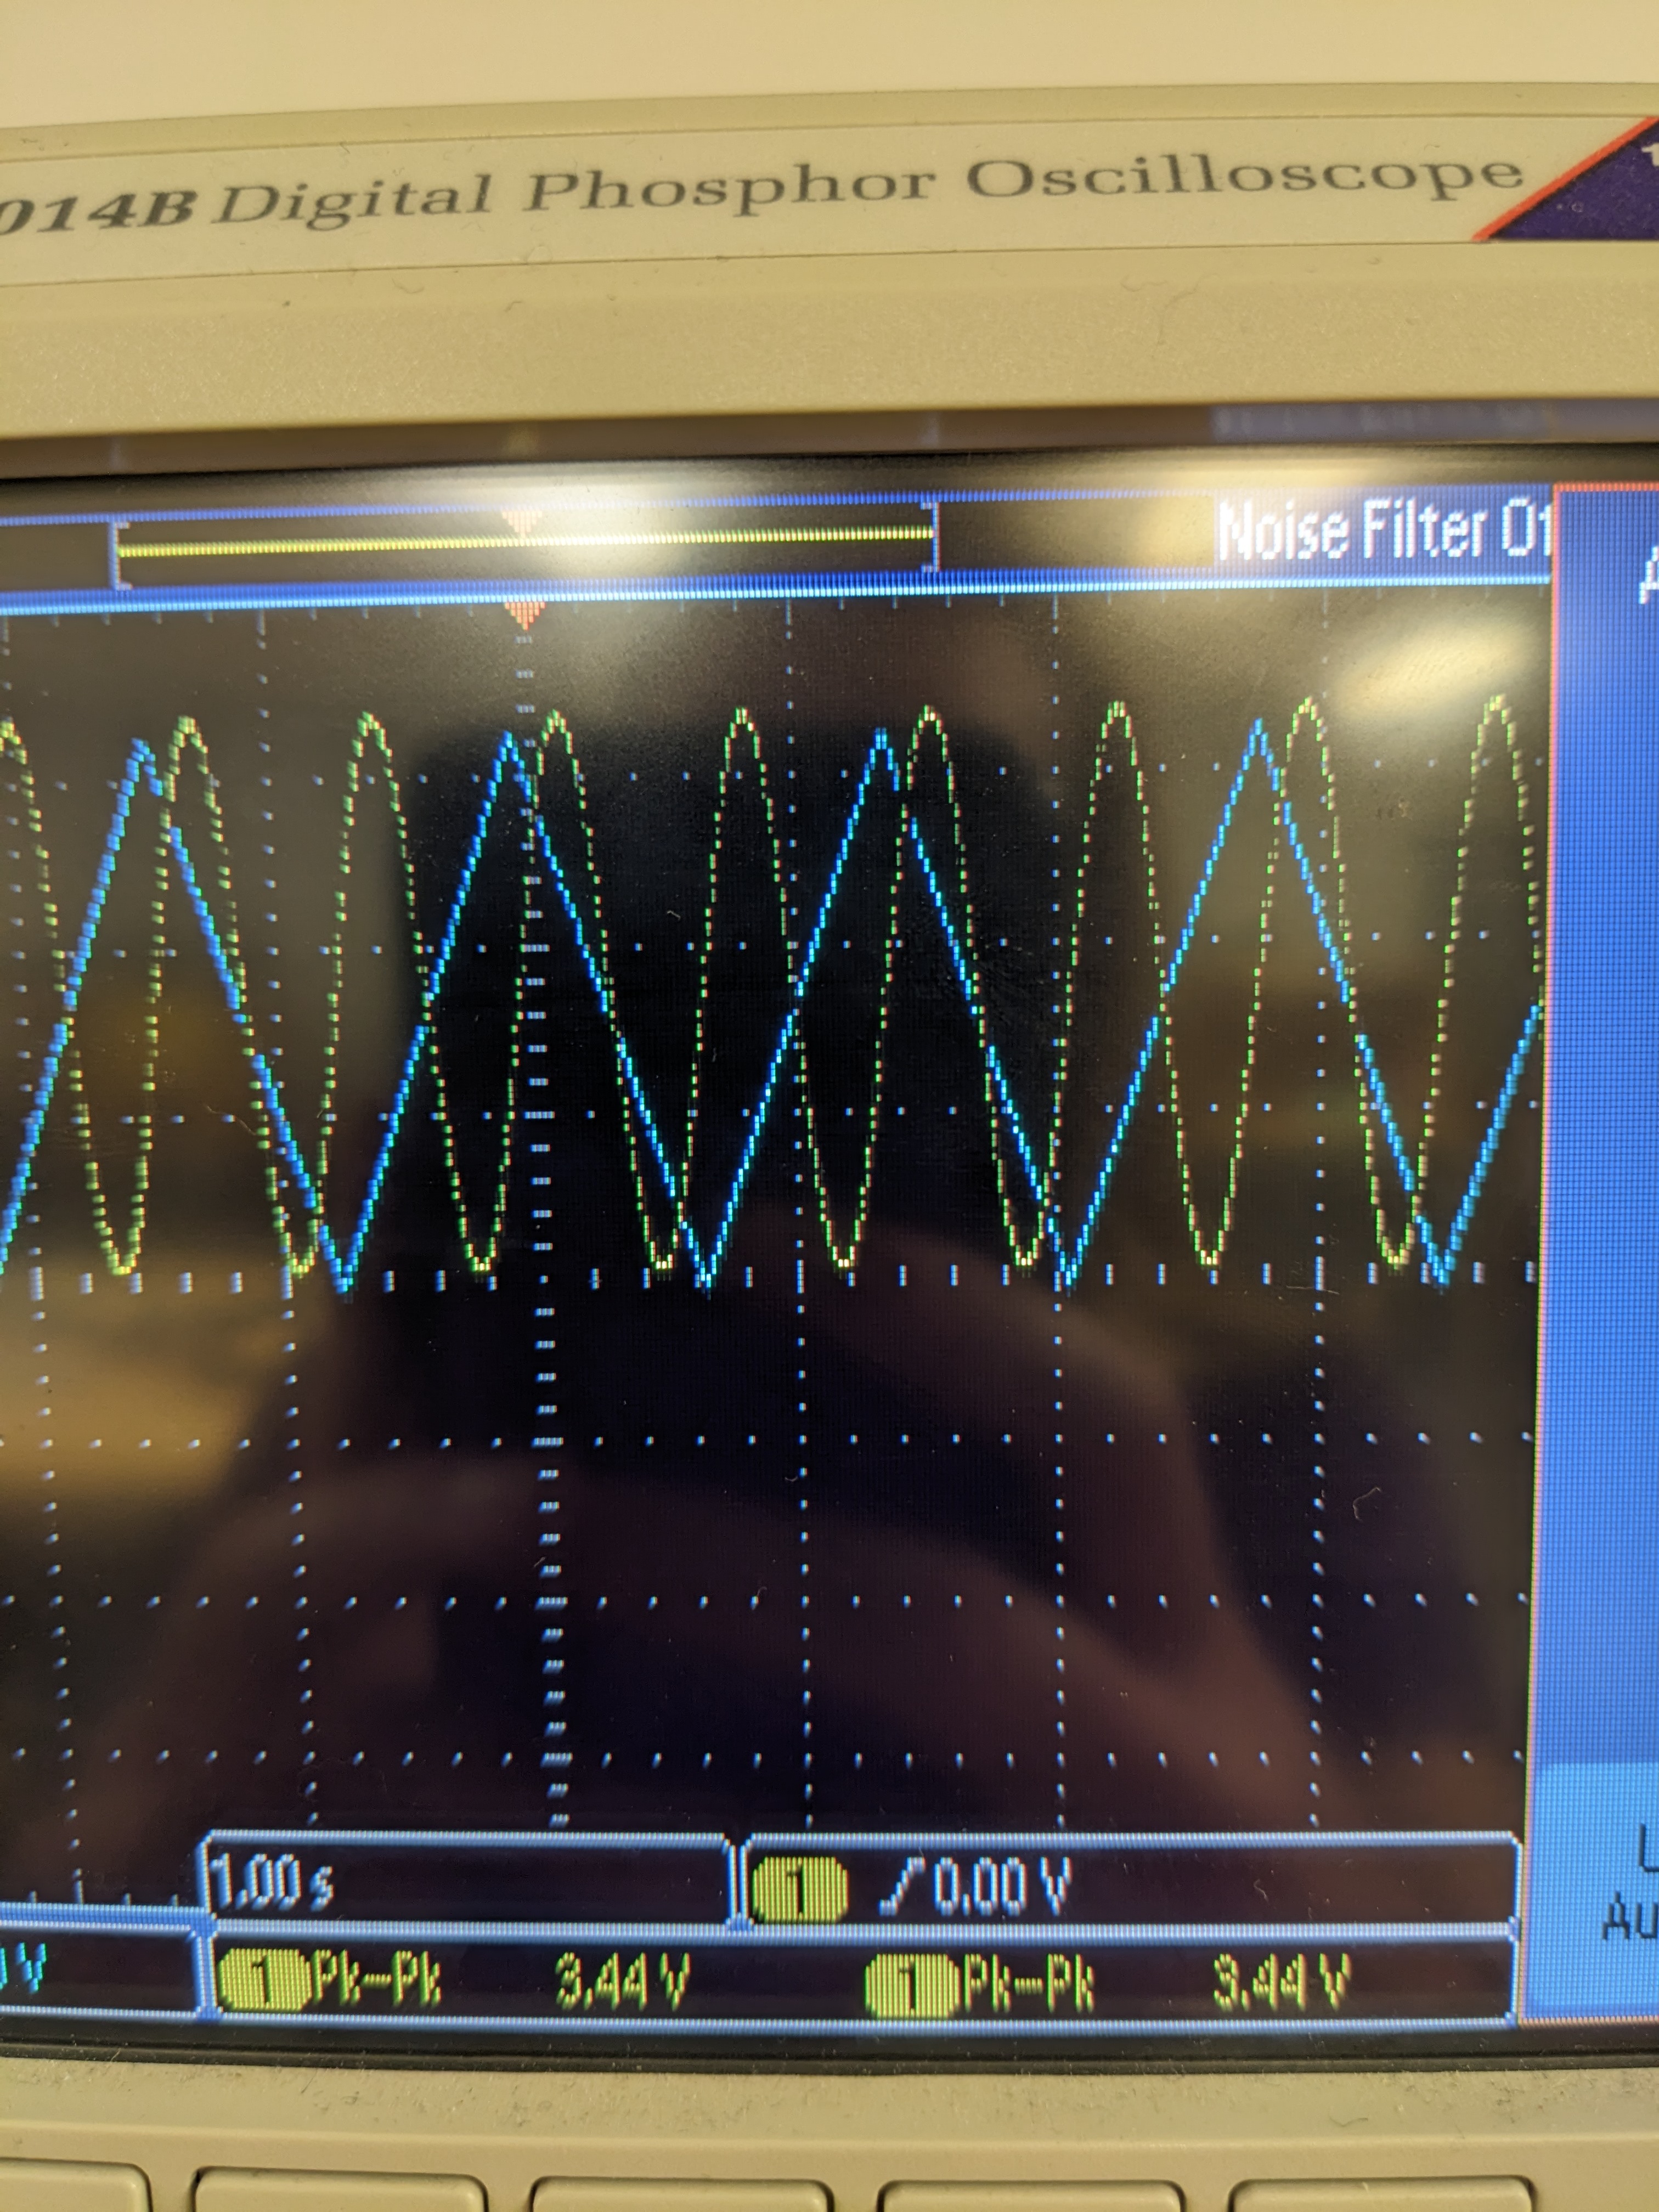 014B Digital Phosphor Oscilloscope
Noise Filter
1.00 s
1 0.00 V
V
1 Pk-Pk 3.44 V 1 Pk-Pk 3.44 V